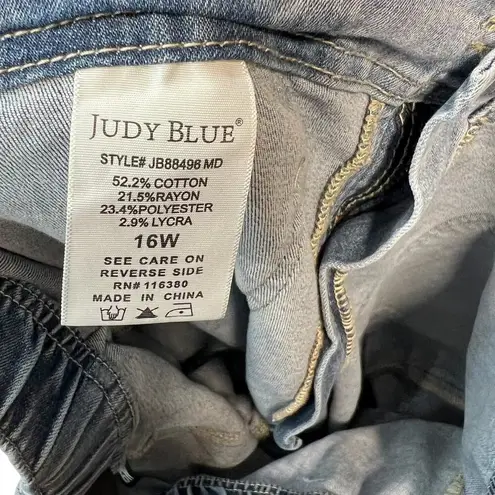 JUDY BLUE®
STYLE# JB88496 MD
52.2% COTTON
21.5%RAYON
23.4%POLYESTER
2.9% LYCRA
16W
SEE CARE ON
REVERSE SIDE
RN# 116380
MADE IN CHINA